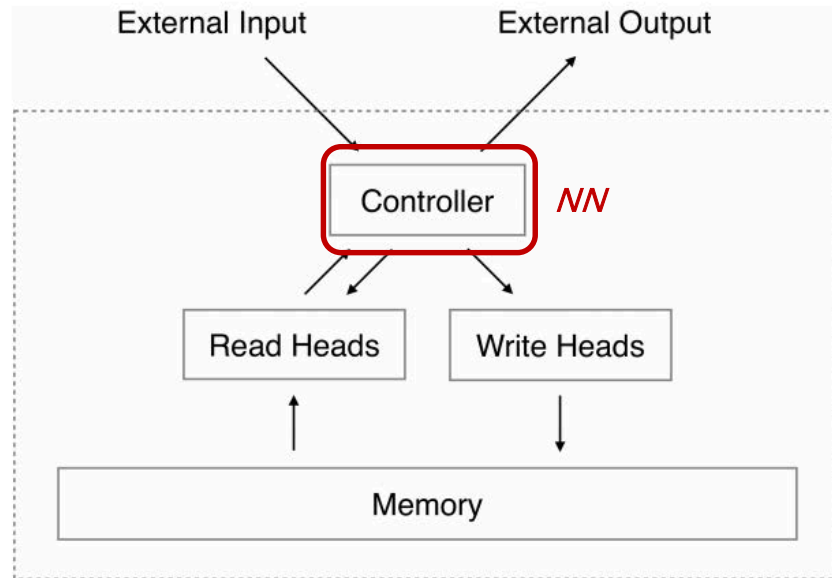 External Input External Output
Controller NN
Read Heads Write Heads
Memory